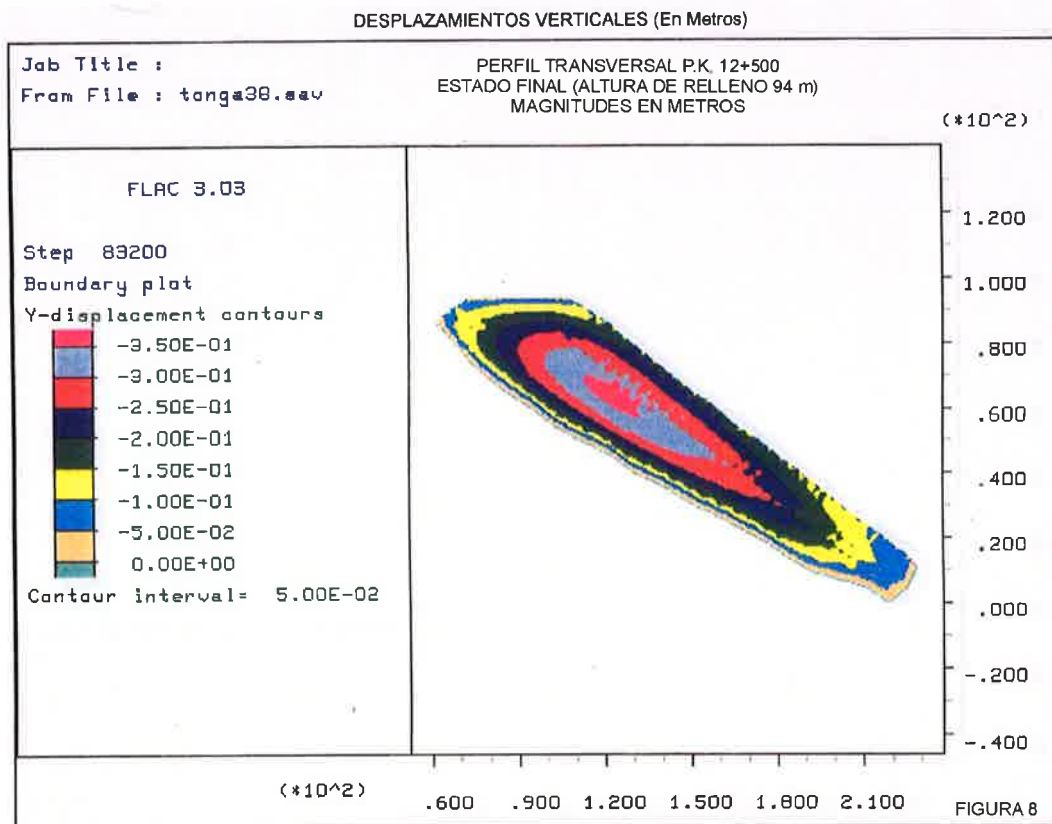 DESPLAZAMIENTOS VERTICALES (En Metros)
Job Title :
From File : tanga38.sav
PERFIL TRANSVERSAL P.K. 12+500
ESTADO FINAL (ALTURA DE RELLENO 94 m)
MAGNITUDES EN METROS
(*10^2)
FLAC 3.03
Step 83200
Boundary plot
Y-displacement contours
-3.50E-01
-3.00E-01
-2.50E-01
-2.00E-01
-1.50E-01
-1.00E-01
-5.00E-02
0.00E+00
Contour interval= 5.00E-02
1.200
1.000
.800
.600
.400
.200
.000
-.200
-.400
(*10^2)
.600 .900 1.200 1.500 1.800 2.100
FIGURA 8